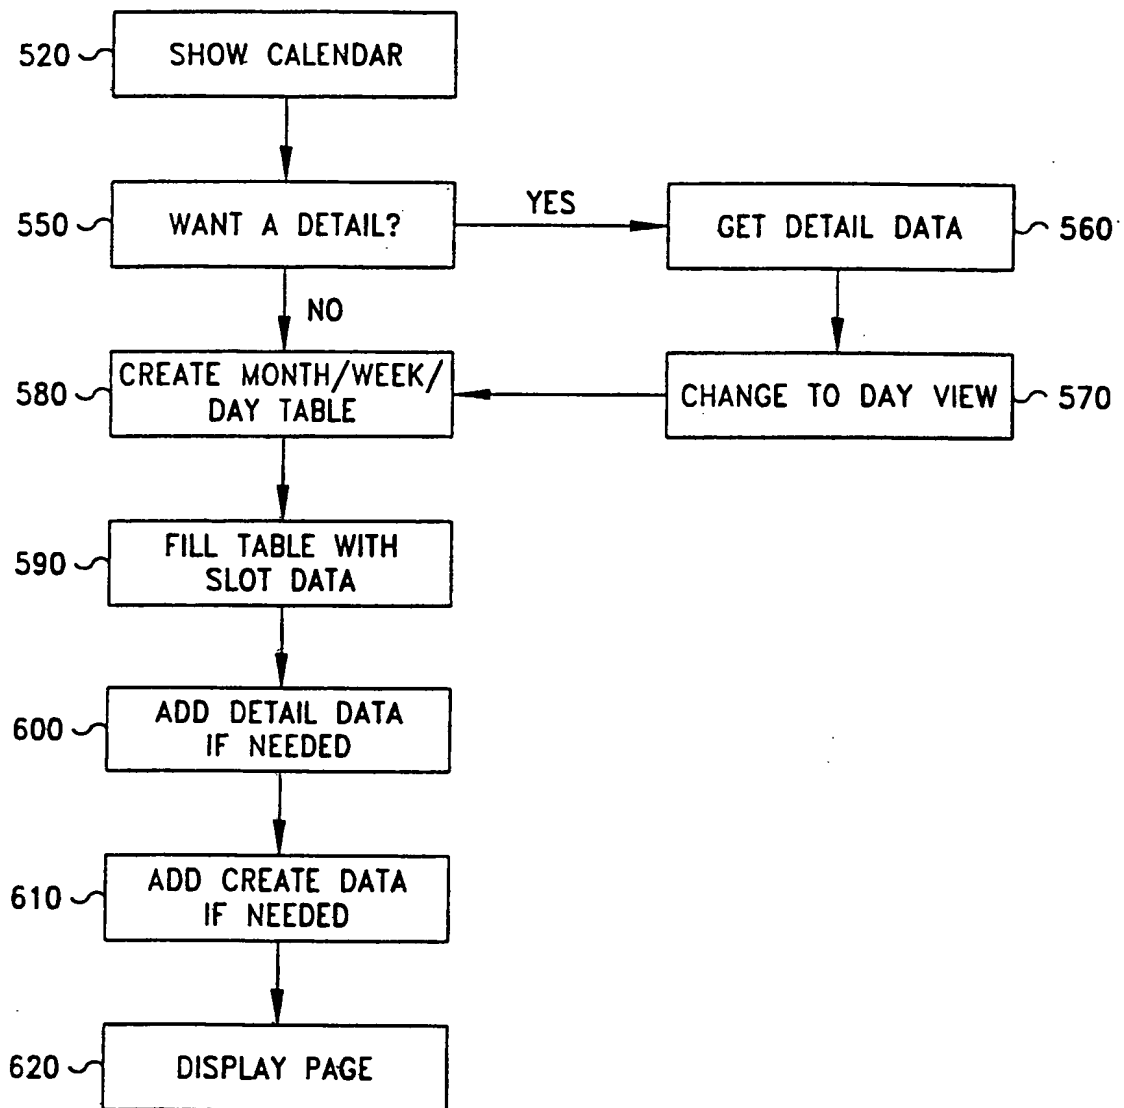 520
SHOW CALENDAR
550
WANT A DETAIL?
YES
GET DETAIL DATA
560
NO
580
CREATE MONTH/WEEK/
DAY TABLE
CHANGE TO DAY VIEW
570
590
FILL TABLE WITH
SLOT DATA
600
ADD DETAIL DATA
IF NEEDED
610
ADD CREATE DATA
IF NEEDED
620
DISPLAY PAGE